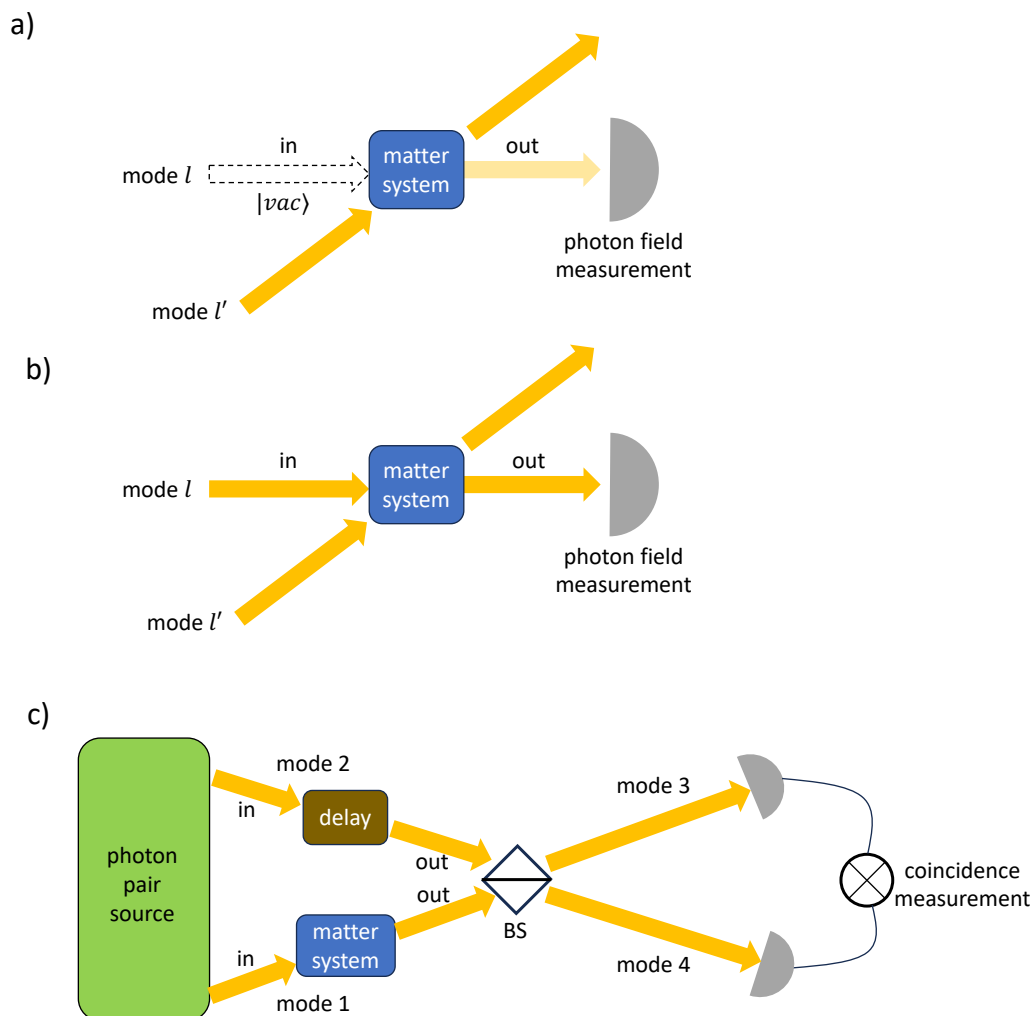 a)
in
out
mode l
matter
system
|vac⟩
photon field
measurement
mode l′
b)
in
out
mode l
matter
system
photon field
measurement
mode l′
c)
mode 2
mode 3
in
delay
photon
pair
source
out
out
coincidence
measurement
BS
matter
system
in
mode 4
mode 1